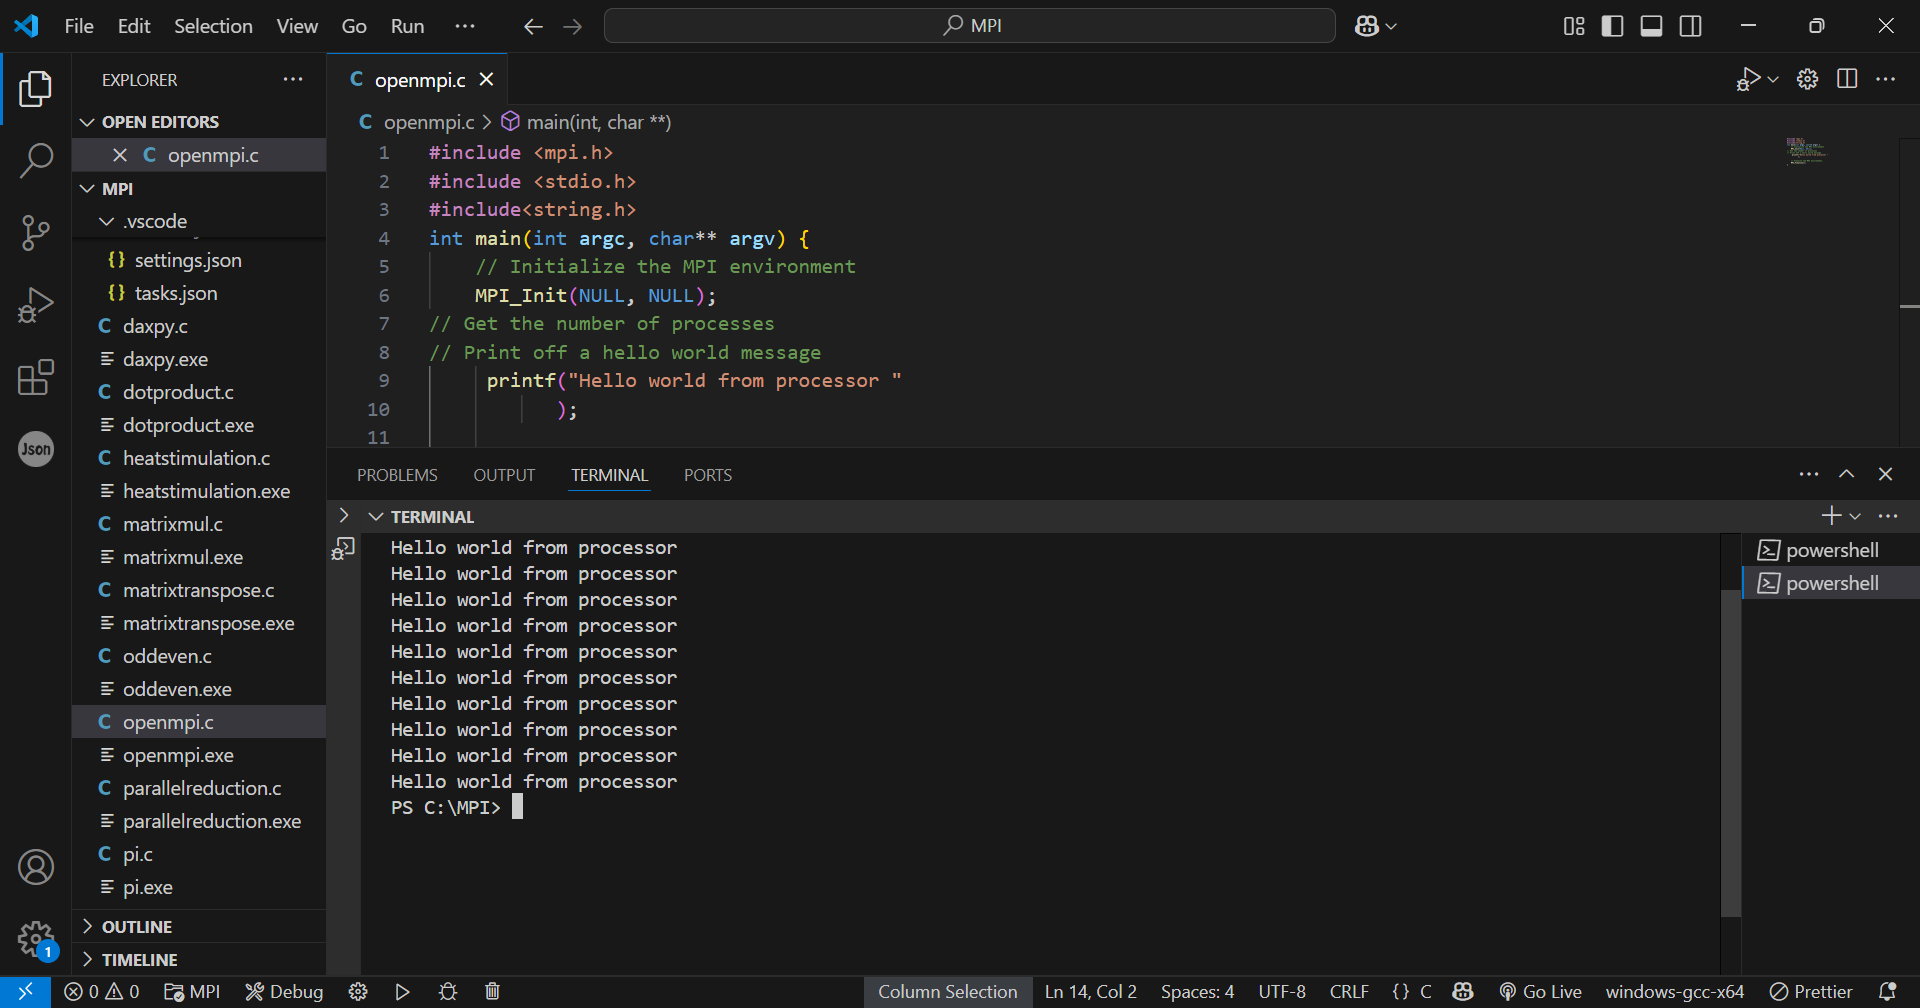 File Edit Selection View Go Run ··· MPI
EXPLORER
OPEN EDITORS
openmpi.c
MPI
.vscode
settings.json
tasks.json
daxpy.c
daxpy.exe
dotproduct.c
dotproduct.exe
heatstimulation.c
heatstimulation.exe
matrixmul.c
matrixmul.exe
matrixtranspose.c
matrixtranspose.exe
oddeven.c
oddeven.exe
openmpi.c
openmpi.exe
parallelreduction.c
parallelreduction.exe
pi.c
pi.exe
OUTLINE
TIMELINE
Json
1
C openmpi.c
C openmpi.c > main(int, char **)
1 #include <mpi.h>
2 #include <stdio.h>
3 #include<string.h>
4 int main(int argc, char** argv) {
5 // Initialize the MPI environment
6 MPI_Init(NULL, NULL);
7 // Get the number of processes
8 // Print off a hello world message
9 printf("Hello world from processor "
10 );
11
PROBLEMS OUTPUT TERMINAL PORTS
TERMINAL
Hello world from processor
Hello world from processor
Hello world from processor
Hello world from processor
Hello world from processor
Hello world from processor
Hello world from processor
Hello world from processor
Hello world from processor
Hello world from processor
PS C:\MPI>
powershell
powershell
0 0 MPI Debug Column Selection Ln 14, Col 2 Spaces: 4 UTF-8 CRLF {} C Go Live windows-gcc-x64 Prettier